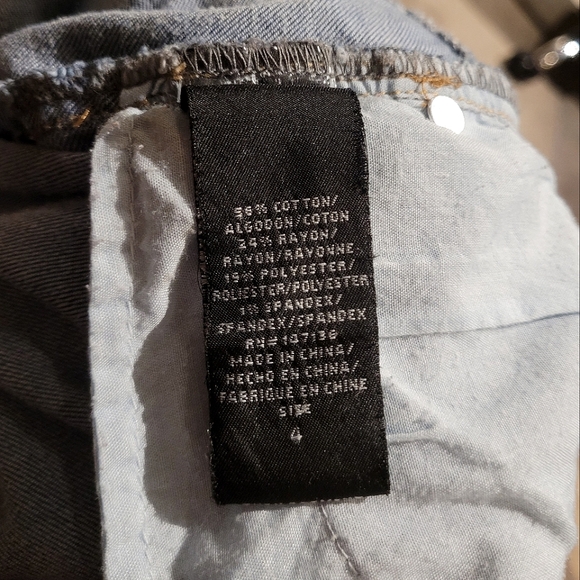 56% COTTON/
ALGODON/COTON
24% RAYON/
RAYON/RAYONNE
19% POLYESTER/
POLIESTER/POLYESTER
1% SPANDEX/
SPANDEX/SPANDEX
RN# 107136
MADE IN CHINA/
HECHO EN CHINA/
FABRIQUE EN CHINE
SIZE
4